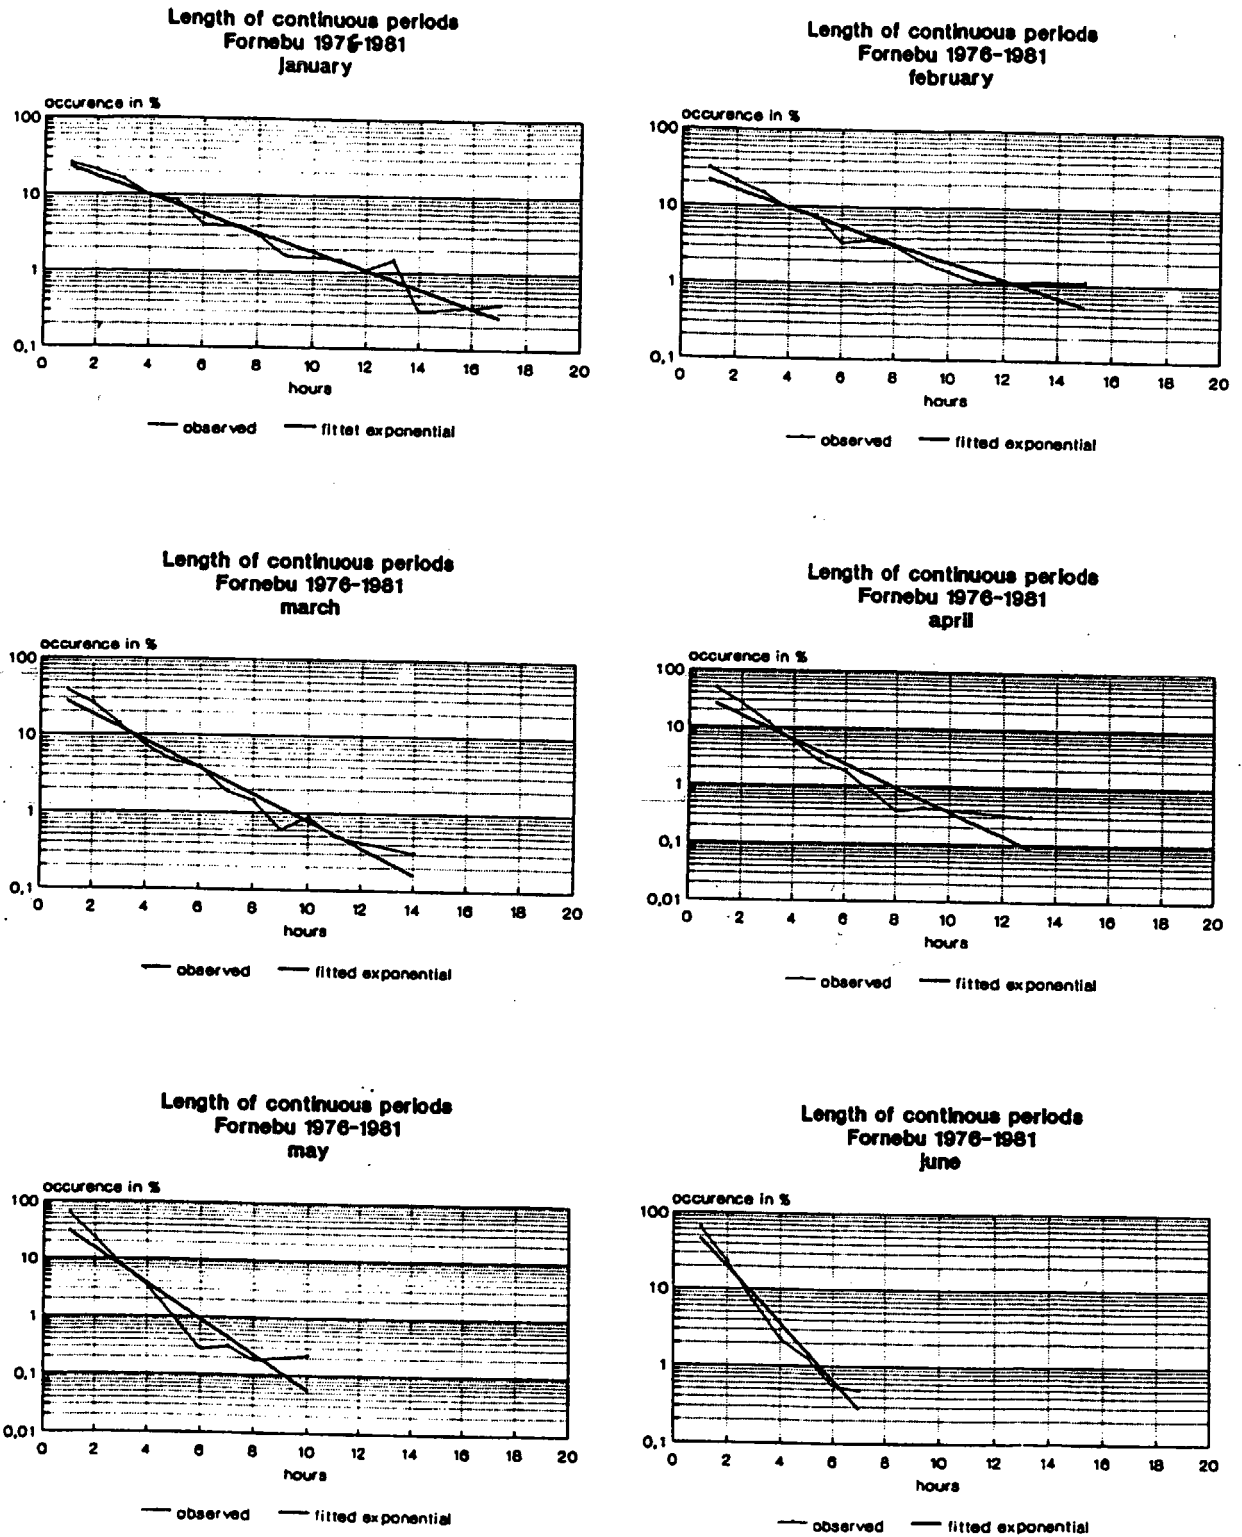 Length of continuous periods
Fornebu 1976-1981
january
occurence in %
100
10
1
0,1
0 2 4 6 8 10 12 14 16 18 20
hours
observed fittet exponential
Length of continuous periods
Fornebu 1976-1981
february
occurence in %
100
10
1
0,1
0 2 4 6 8 10 12 14 16 18 20
hours
observed fitted exponential
Length of continuous periods
Fornebu 1976-1981
march
occurence in %
100
10
1
0,1
0 2 4 6 8 10 12 14 16 18 20
hours
observed fitted exponential
Length of continuous periods
Fornebu 1976-1981
april
occurence in %
100
10
1
0,1
0,01
0 2 4 6 8 10 12 14 16 18 20
hours
observed fitted exponential
Length of continuous periods
Fornebu 1976-1981
may
occurence in %
100
10
1
0,1
0,01
0 2 4 6 8 10 12 14 16 18 20
hours
observed fitted exponential
Length of continous periods
Fornebu 1976-1981
june
occurence in %
100
10
1
0,1
0 2 4 6 8 10 12 14 16 18 20
hours
observed fitted exponential